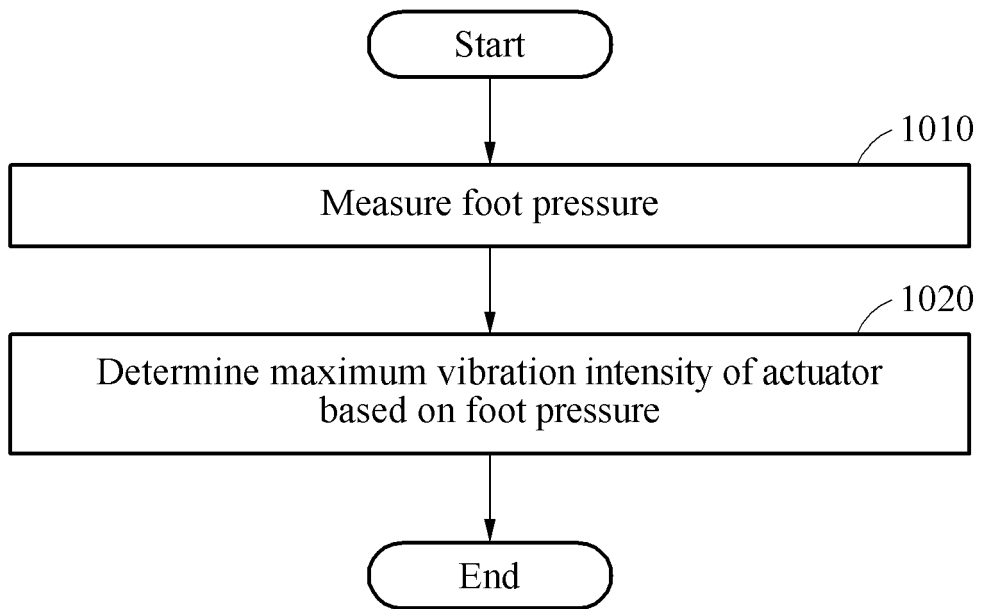 Start
1010
Measure foot pressure
1020
Determine maximum vibration intensity of actuator
based on foot pressure
End